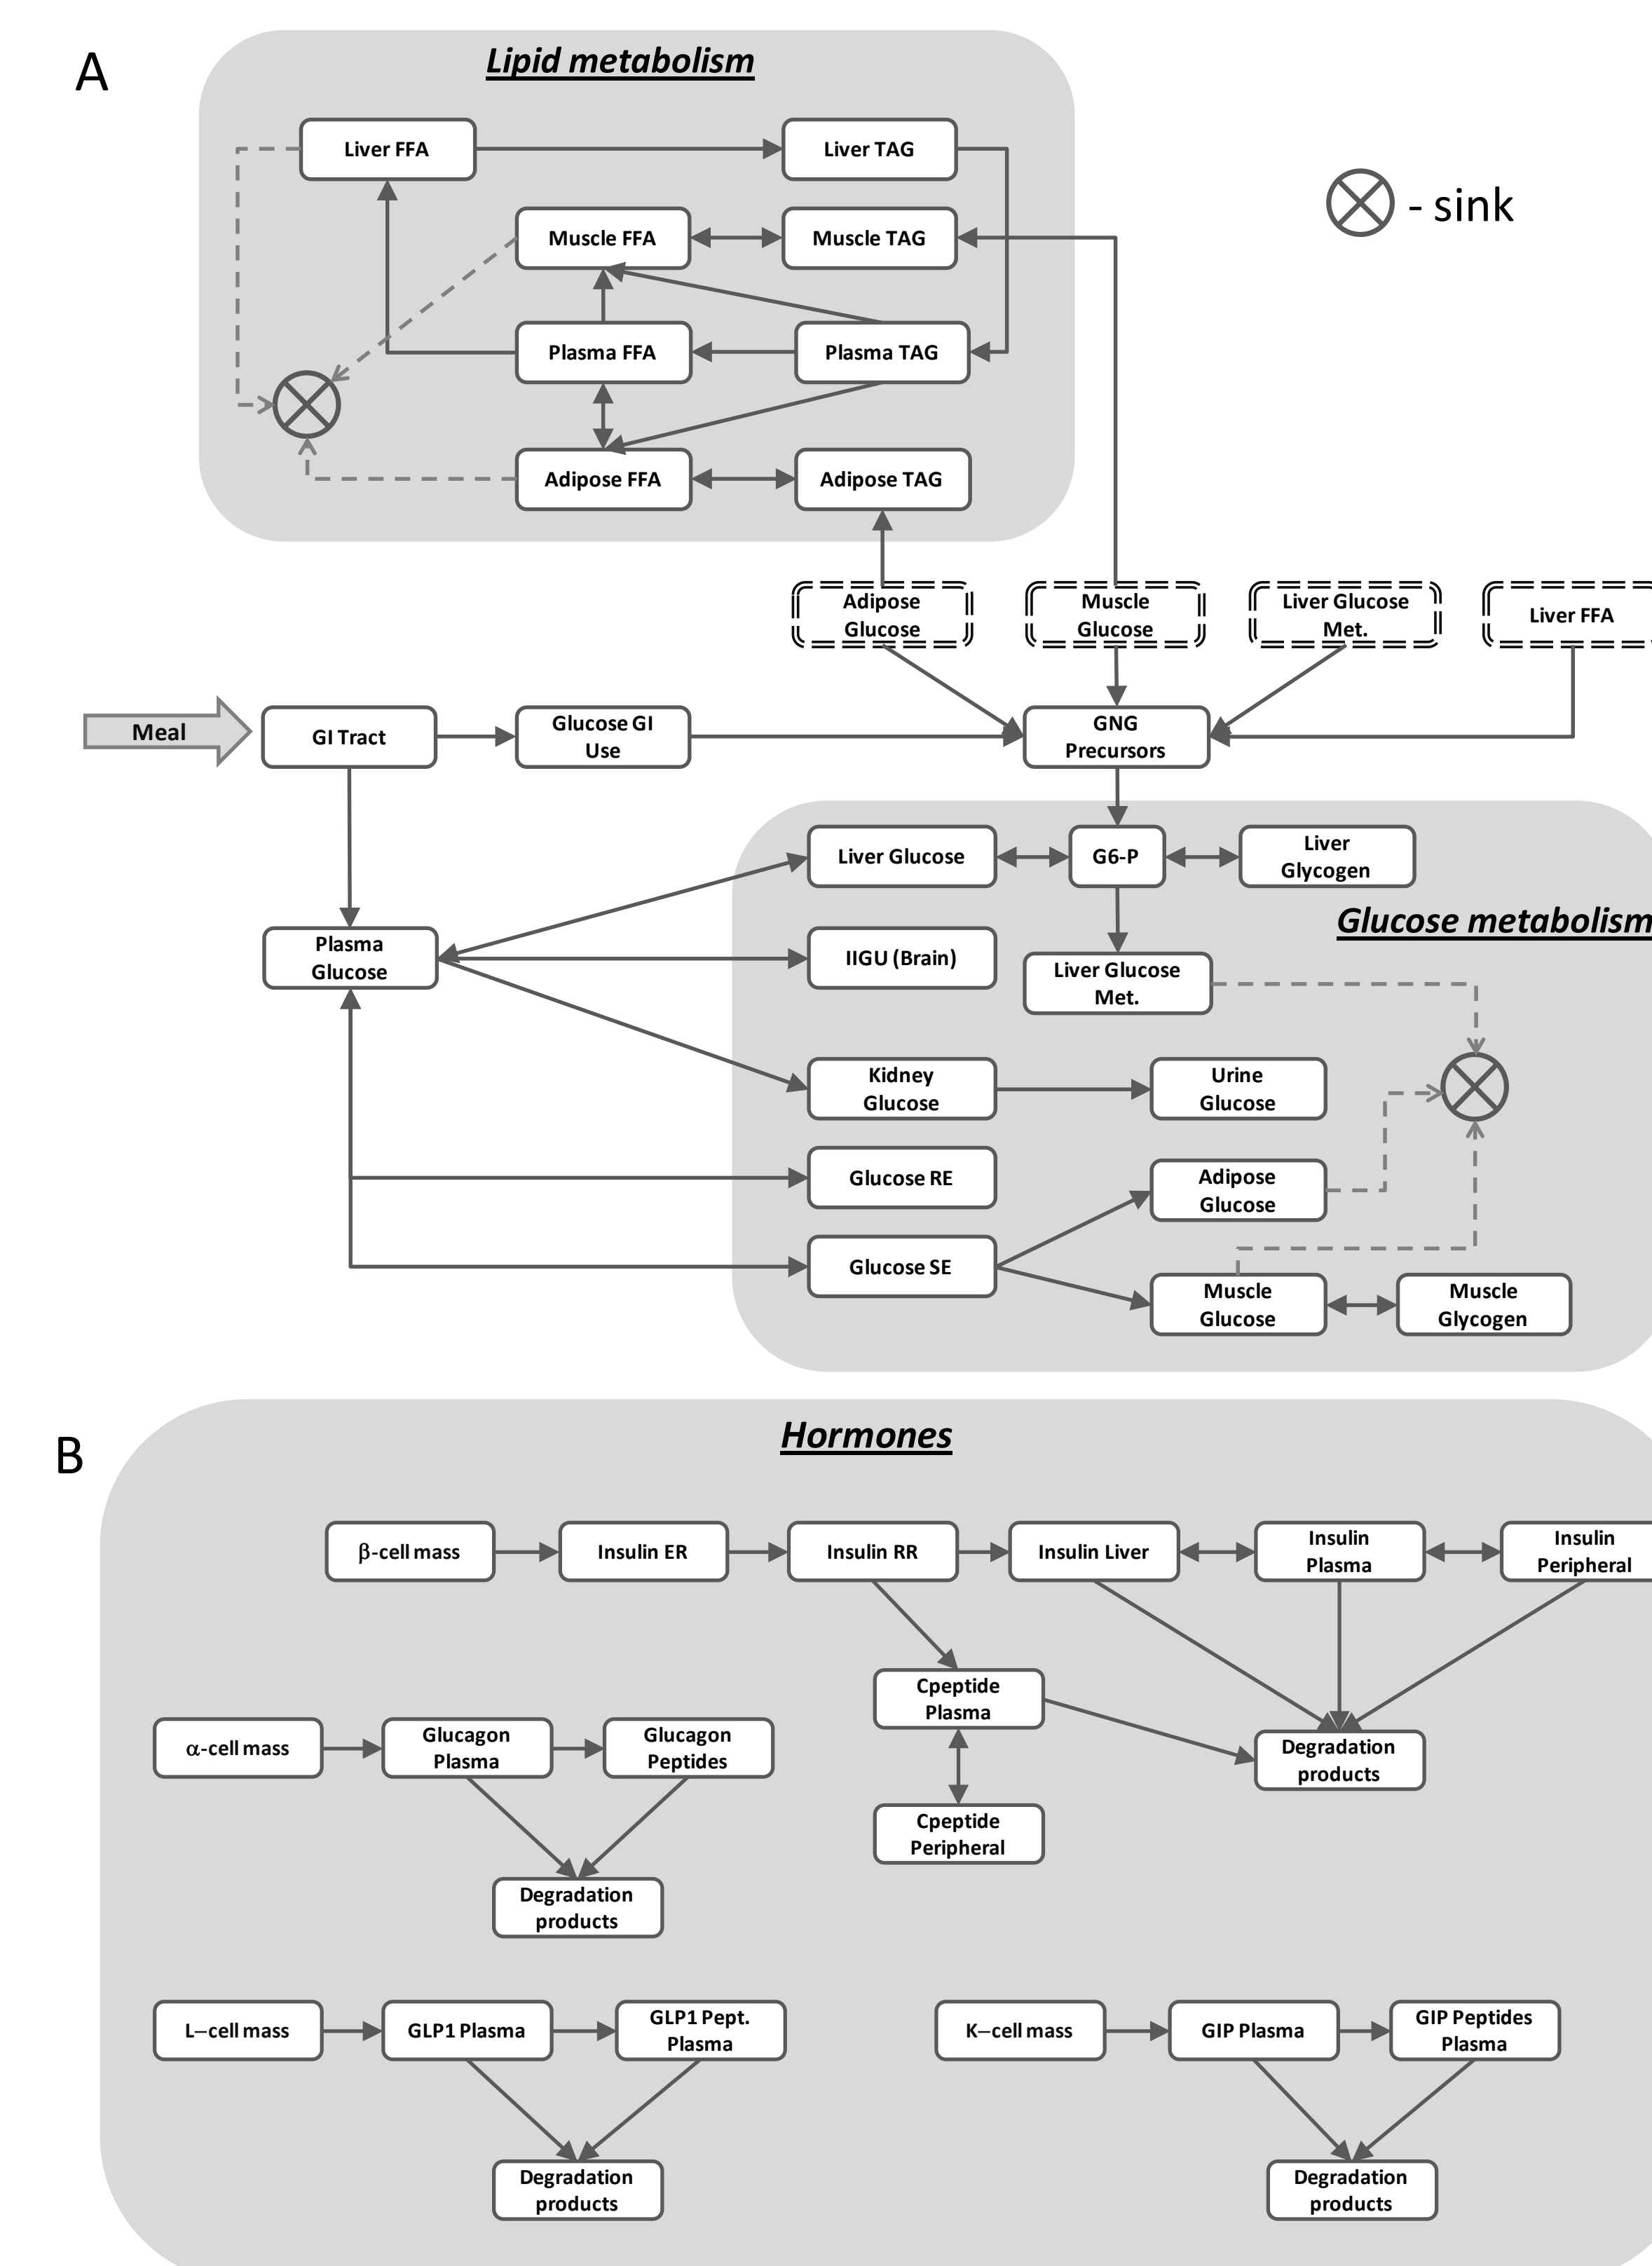 A
Lipid metabolism
Liver FFA
Liver TAG
- sink
Muscle FFA
Muscle TAG
Plasma FFA
Plasma TAG
Adipose FFA
Adipose TAG
Adipose
Glucose
Muscle
Glucose
Liver Glucose
Met.
Liver FFA
Meal
GI Tract
Glucose GI
Use
GNG
Precursors
Liver Glucose
G6-P
Liver
Glycogen
Glucose metabolism
Plasma
Glucose
IIGU (Brain)
Liver Glucose
Met.
Kidney
Glucose
Urine
Glucose
Glucose RE
Adipose
Glucose
Glucose SE
Muscle
Glucose
Muscle
Glycogen
B
Hormones
β-cell mass
Insulin ER
Insulin RR
Insulin Liver
Insulin
Plasma
Insulin
Peripheral
Cpeptide
Plasma
α-cell mass
Glucagon
Plasma
Glucagon
Peptides
Degradation
products
Cpeptide
Peripheral
Degradation
products
L–cell mass
GLP1 Plasma
GLP1 Pept.
Plasma
K–cell mass
GIP Plasma
GIP Peptides
Plasma
Degradation
products
Degradation
products